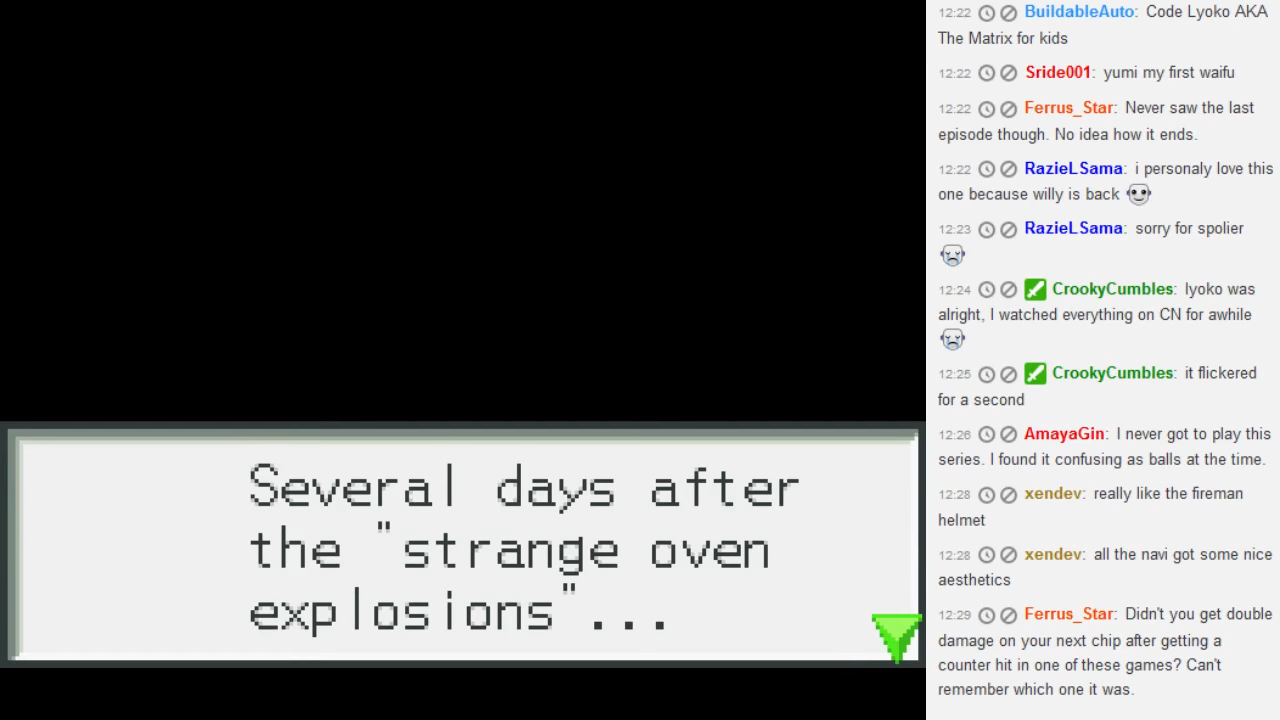 Several days after
the "strange oven
explosions"...
12:22 BuildableAuto: Code Lyoko AKA
The Matrix for kids
12:22 Sride001: yumi my first waifu
12:22 Ferrus_Star: Never saw the last
episode though. No idea how it ends.
12:22 RazieLSama: i personaly love this
one because willy is back
12:23 RazieLSama: sorry for spolier
12:24 CrookyCumbles: lyoko was
alright, I watched everything on CN for awhile
12:25 CrookyCumbles: it flickered
for a second
12:26 AmayaGin: I never got to play this
series. I found it confusing as balls at the time.
12:28 xendev: really like the fireman
helmet
12:28 xendev: all the navi got some nice
aesthetics
12:29 Ferrus_Star: Didn't you get double
damage on your next chip after getting a
counter hit in one of these games? Can't
remember which one it was.